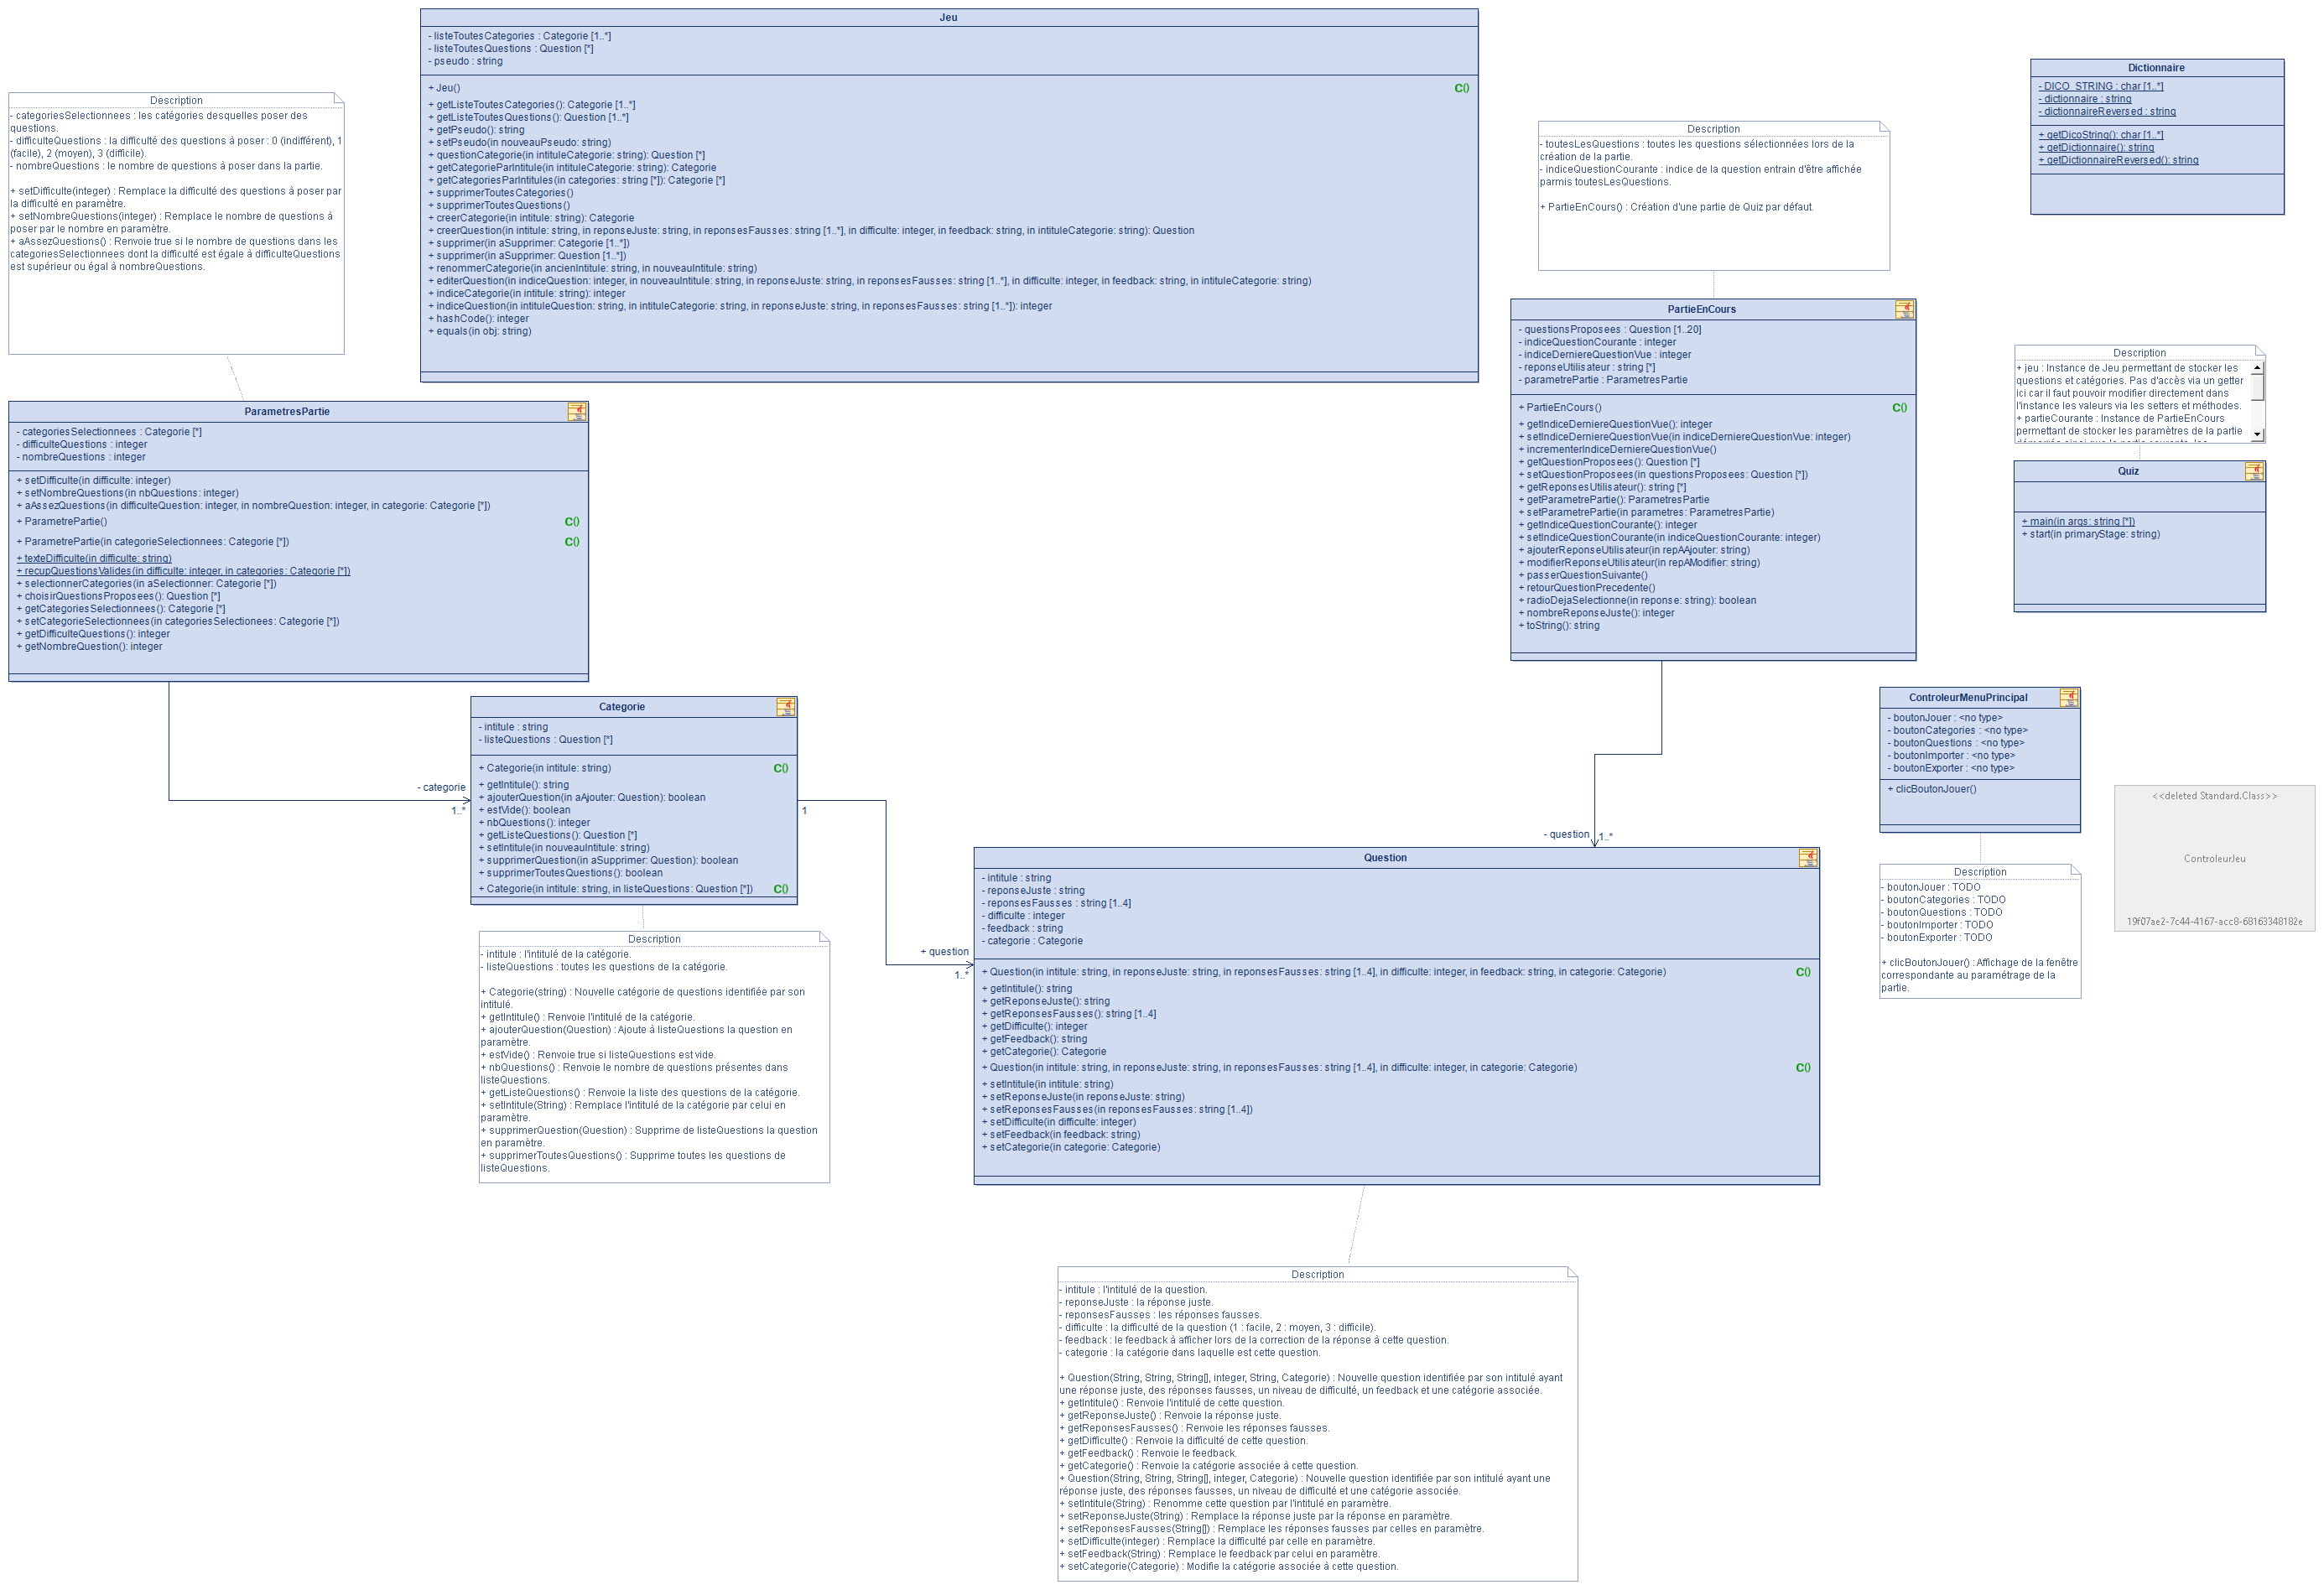 Jeu
- listeToutesCategories : Categorie [1..*]
- listeToutesQuestions : Question [*]
- pseudo : string
+ Jeu()
C()
+ getListeToutesCategories(): Categorie [1..*]
+ getListeToutesQuestions(): Question [1..*]
+ getPseudo(): string
+ setPseudo(in nouveauPseudo: string)
+ questionCategorie(in intituleCategorie: string): Question [*]
+ getCategorieParIntitule(in intituleCategorie: string): Categorie
+ getCategoriesParIntitules(in categories: string [*]): Categorie [*]
+ supprimerToutesCategories()
+ supprimerToutesQuestions()
+ creerCategorie(in intitule: string): Categorie
+ creerQuestion(in intitule: string, in reponseJuste: string, in reponsesFausses: string [1..*], in difficulte: integer, in feedback: string, in intituleCategorie: string): Question
+ supprimer(in aSupprimer: Categorie [1..*])
+ supprimer(in aSupprimer: Question [1..*])
+ renommerCategorie(in ancienIntitule: string, in nouveauIntitule: string)
+ editerQuestion(in indiceQuestion: integer, in nouveauIntitule: string, in reponseJuste: string, in reponseFausses: string [1..*], in difficulte: integer, in feedback: string, in intituleCategorie: string)
+ indiceCategorie(in intitule: string): integer
+ indiceQuestion(in intituleQuestion: string, in intituleCategorie: string, in reponseJuste: string, in reponsesFausses: string [1..*]): integer
+ hashCode(): integer
+ equals(in obj: string)
Description
- categoriesSelectionnees : les catégories desquelles poser des
questions.
- difficulteQuestions : la difficulté des questions à poser : 0 (indifférent), 1
(facile), 2 (moyen), 3 (difficile).
- nombreQuestions : le nombre de questions à poser dans la partie.
+ setDifficulte(integer) : Remplace la difficulté des questions à poser par
la difficulté en paramètre.
+ setNombreQuestions(integer) : Remplace le nombre de questions à
poser par le nombre en paramètre.
+ aAssezQuestions() : Renvoie true si le nombre de questions dans les
categoriesSelectionnees dont la difficulté est égale à difficulteQuestions
est supérieur ou égal à nombreQuestions.
Dictionnaire
- DICO_STRING : char [1..*]
- dictionnaire : string
- dictionnaireReversed : string
+ getDicoString(): char [1..*]
+ getDictionnaire(): string
+ getDictionnaireReversed(): string
Description
- toutesLesQuestions : toutes les questions sélectionnées lors de la
création de la partie.
- indiceQuestionCourante : indice de la question entrain d'être affichée
parmis toutesLesQuestions.
+ PartieEnCours() : Création d'une partie de Quiz par défaut.
PartieEnCours
- questionsProposees : Question [1..20]
- indiceQuestionCourante : integer
- indiceDerniereQuestionVue : integer
- reponseUtilisateur : string [*]
- parametrePartie : ParametresPartie
+ PartieEnCours()
C()
+ getIndiceDerniereQuestionVue(): integer
+ setIndiceDerniereQuestionVue(in indiceDerniereQuestionVue: integer)
+ incrementerIndiceDerniereQuestionVue()
+ getQuestionProposees(): Question [*]
+ setQuestionProposees(in questionsProposees: Question [*])
+ getReponsesUtilisateur(): string [*]
+ getParametrePartie(): ParametresPartie
+ setParametrePartie(in parametres: ParametresPartie)
+ getIndiceQuestionCourante(): integer
+ setIndiceQuestionCourante(in indiceQuestionCourante: integer)
+ ajouterReponseUtilisateur(in repAAjouter: string)
+ modifierReponseUtilisateur(in repAModifier: string)
+ passerQuestionSuivante()
+ retourQuestionPrecedente()
+ radioDejaSelectionne(in reponse: string): boolean
+ nombreReponseJuste(): integer
+ toString(): string
Description
+ jeu : Instance de Jeu permettant de stocker les
questions et catégories. Pas d'accès via un getter
ici car il faut pouvoir modifier directement dans
l'instance les valeurs via les setters et méthodes.
+ partieCourante : Instance de PartieEnCours
permettant de stocker les paramètres de la partie
Quiz
+ main(in args: string [*])
+ start(in primaryStage: string)
ParametresPartie
- categoriesSelectionnees : Categorie [*]
- difficulteQuestions : integer
- nombreQuestions : integer
+ setDifficulte(in difficulte: integer)
+ setNombreQuestions(in nbQuestions: integer)
+ aAssezQuestions(in difficulteQuestion: integer, in nombreQuestion: integer, in categorie: Categorie [*])
+ ParametrePartie()
C()
+ ParametrePartie(in categorieSelectionnees: Categorie [*])
C()
+ texteDifficulte(in difficulte: string)
+ recupQuestionsValides(in difficulte: integer, in categories: Categorie [*])
+ selectionnerCategories(in aSelectionner: Categorie [*])
+ choisirQuestionsProposees(): Question [*]
+ getCategoriesSelectionnees(): Categorie [*]
+ setCategorieSelectionnees(in categoriesSelectionees: Categorie [*])
+ getDifficulteQuestions(): integer
+ getNombreQuestion(): integer
- categorie
1..*
Categorie
- intitule : string
- listeQuestions : Question [*]
+ Categorie(in intitule: string)
C()
+ getIntitule(): string
+ ajouterQuestion(in aAjouter: Question): boolean
+ estVide(): boolean
+ nbQuestions(): integer
+ getListeQuestions(): Question [*]
+ setIntitule(in nouveauIntitule: string)
+ supprimerQuestion(in aSupprimer: Question): boolean
+ supprimerToutesQuestions(): boolean
+ Categorie(in intitule: string, in listeQuestions: Question [*])
C()
1
+ question
1..*
- question
1..*
ControleurMenuPrincipal
- boutonJouer : <no type>
- boutonCategories : <no type>
- boutonQuestions : <no type>
- boutonImporter : <no type>
- boutonExporter : <no type>
+ clicBoutonJouer()
<<deleted Standard.Class>>
ControleurJeu
19f07ae2-7c44-4167-acc8-68163348182e
Description
- boutonJouer : TODO
- boutonCategories : TODO
- boutonQuestions : TODO
- boutonImporter : TODO
- boutonExporter : TODO
+ clicBoutonJouer() : Affichage de la fenêtre
correspondante au paramétrage de la
partie.
Question
- intitule : string
- reponseJuste : string
- reponsesFausses : string [1..4]
- difficulte : integer
- feedback : string
- categorie : Categorie
+ Question(in intitule: string, in reponseJuste: string, in reponsesFausses: string [1..4], in difficulte: integer, in feedback: string, in categorie: Categorie)
C()
+ getIntitule(): string
+ getReponseJuste(): string
+ getReponsesFausses(): string [1..4]
+ getDifficulte(): integer
+ getFeedback(): string
+ getCategorie(): Categorie
+ Question(in intitule: string, in reponseJuste: string, in reponsesFausses: string [1..4], in difficulte: integer, in categorie: Categorie)
C()
+ setIntitule(in intitule: string)
+ setReponseJuste(in reponseJuste: string)
+ setReponsesFausses(in reponsesFausses: string [1..4])
+ setDifficulte(in difficulte: integer)
+ setFeedback(in feedback: string)
+ setCategorie(in categorie: Categorie)
Description
- intitule : l'intitulé de la catégorie.
- listeQuestions : toutes les questions de la catégorie.
+ Categorie(string) : Nouvelle catégorie de questions identifiée par son
intitulé.
+ getIntitule() : Renvoie l'intitulé de la catégorie.
+ ajouterQuestion(Question) : Ajoute à listeQuestions la question en
paramètre.
+ estVide() : Renvoie true si listeQuestions est vide.
+ nbQuestions() : Renvoie le nombre de questions présentes dans
listeQuestions.
+ getListeQuestions() : Renvoie la liste des questions de la catégorie.
+ setIntitule(String) : Remplace l'intitulé de la catégorie par celui en
paramètre.
+ supprimerQuestion(Question) : Supprime de listeQuestions la question
en paramètre.
+ supprimerToutesQuestions() : Supprime toutes les questions de
listeQuestions.
Description
- intitule : l'intitulé de la question.
- reponseJuste : la réponse juste.
- reponsesFausses : les réponses fausses.
- difficulte : la difficulté de la question (1 : facile, 2 : moyen, 3 : difficile).
- feedback : le feedback à afficher lors de la correction de la réponse à cette question.
- categorie : la catégorie dans laquelle est cette question.
+ Question(String, String, String[], integer, String, Categorie) : Nouvelle question identifiée par son intitulé ayant
une réponse juste, des réponses fausses, un niveau de difficulté, un feedback et une catégorie associée.
+ getIntitule() : Renvoie l'intitulé de cette question.
+ getReponseJuste() : Renvoie la réponse juste.
+ getReponsesFausses() : Renvoie les réponses fausses.
+ getDifficulte() : Renvoie la difficulté de cette question.
+ getFeedback() : Renvoie le feedback.
+ getCategorie() : Renvoie la catégorie associée à cette question.
+ Question(String, String, String[], integer, Categorie) : Nouvelle question identifiée par son intitulé ayant une
réponse juste, des réponses fausses, un niveau de difficulté et une catégorie associée.
+ setIntitule(String) : Renomme cette question par l'intitulé en paramètre.
+ setReponseJuste(String) : Remplace la réponse juste par la réponse en paramètre.
+ setReponsesFausses(String[]) : Remplace les réponses fausses par celles en paramètre.
+ setDifficulte(integer) : Remplace la difficulté par celle en paramètre.
+ setFeedback(String) : Remplace le feedback par celui en paramètre.
+ setCategorie(Categorie) : Modifie la catégorie associée à cette question.